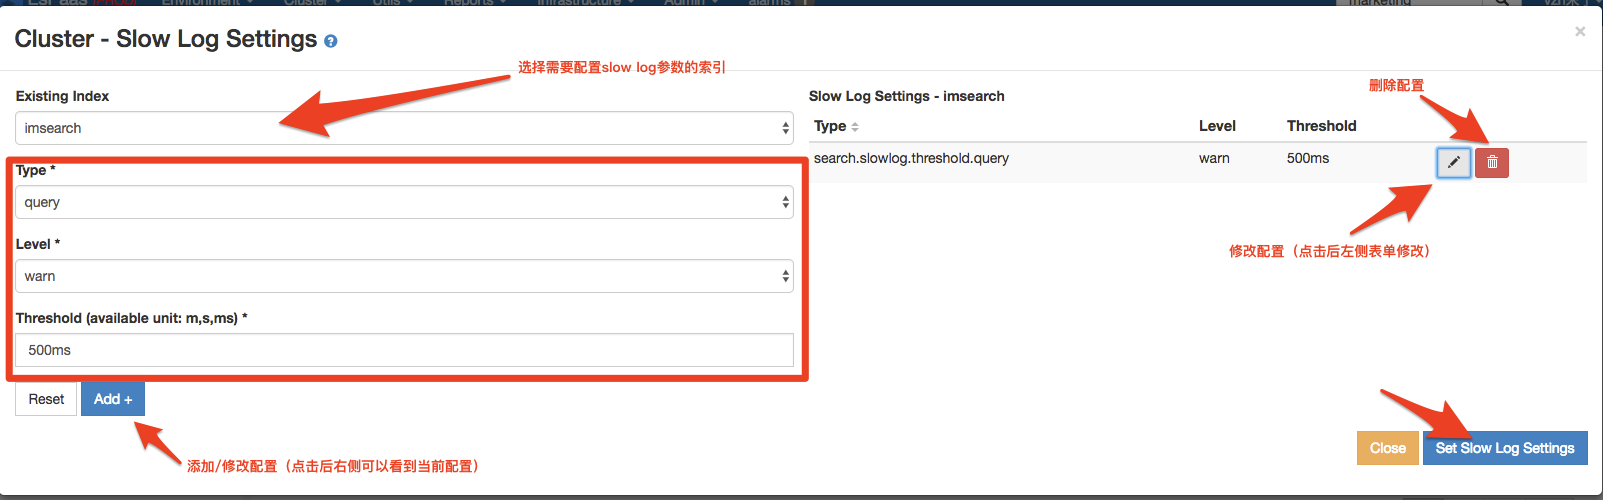 Cluster - Slow Log Settings
选择需要配置slow log参数的索引
Existing Index
imsearch
Type *
query
Level *
warn
Threshold (available unit: m,s,ms) *
500ms
Reset
Add +
添加/修改配置（点击后右侧可以看到当前配置）
Slow Log Settings - imsearch
删除配置
Type
Level
Threshold
search.slowlog.threshold.query
warn
500ms
修改配置（点击后左侧表单修改）
Close
Set Slow Log Settings